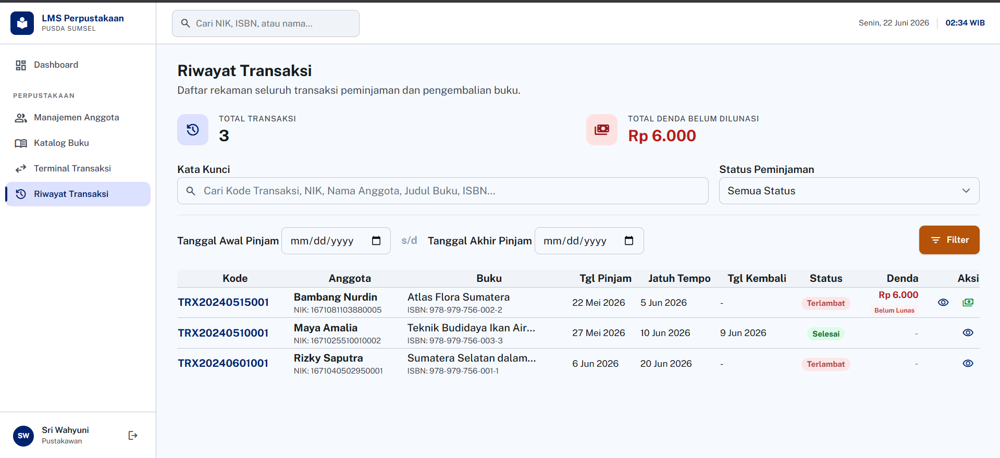 LMS Perpustakaan
PUSDA SUMSEL
Cari NIK, ISBN, atau nama...
Senin, 22 Juni 2026
02:34 WIB
Dashboard
PERPUSTAKAAN
Manajemen Anggota
Katalog Buku
Terminal Transaksi
Riwayat Transaksi
Sri Wahyuni
SW
Pustakawan
Riwayat Transaksi
Daftar rekaman seluruh transaksi peminjaman dan pengembalian buku.
TOTAL TRANSAKSI
3
TOTAL DENDA BELUM DILUNASI
Rp 6.000
Kata Kunci
Cari Kode Transaksi, NIK, Nama Anggota, Judul Buku, ISBN...
Status Peminjaman
Semua Status
Tanggal Awal Pinjam mm/dd/yyyy s/d Tanggal Akhir Pinjam mm/dd/yyyy
Filter
Kode Anggota Buku Tgl Pinjam Jatuh Tempo Tgl Kembali Status Denda Aksi
TRX20240515001
Bambang Nurdin
NIK: 1671081103880005
Atlas Flora Sumatera
ISBN: 978-979-756-002-2
22 Mei 2026
5 Jun 2026
-
Terlambat
Rp 6.000
Belum Lunas
TRX20240510001
Maya Amalia
NIK: 1671025510010002
Teknik Budidaya Ikan Air...
ISBN: 978-979-756-003-3
27 Mei 2026
10 Jun 2026
9 Jun 2026
Selesai
-
TRX20240601001
Rizky Saputra
NIK: 1671040502950001
Sumatera Selatan dalam...
ISBN: 978-979-756-001-1
6 Jun 2026
20 Jun 2026
-
Terlambat
-